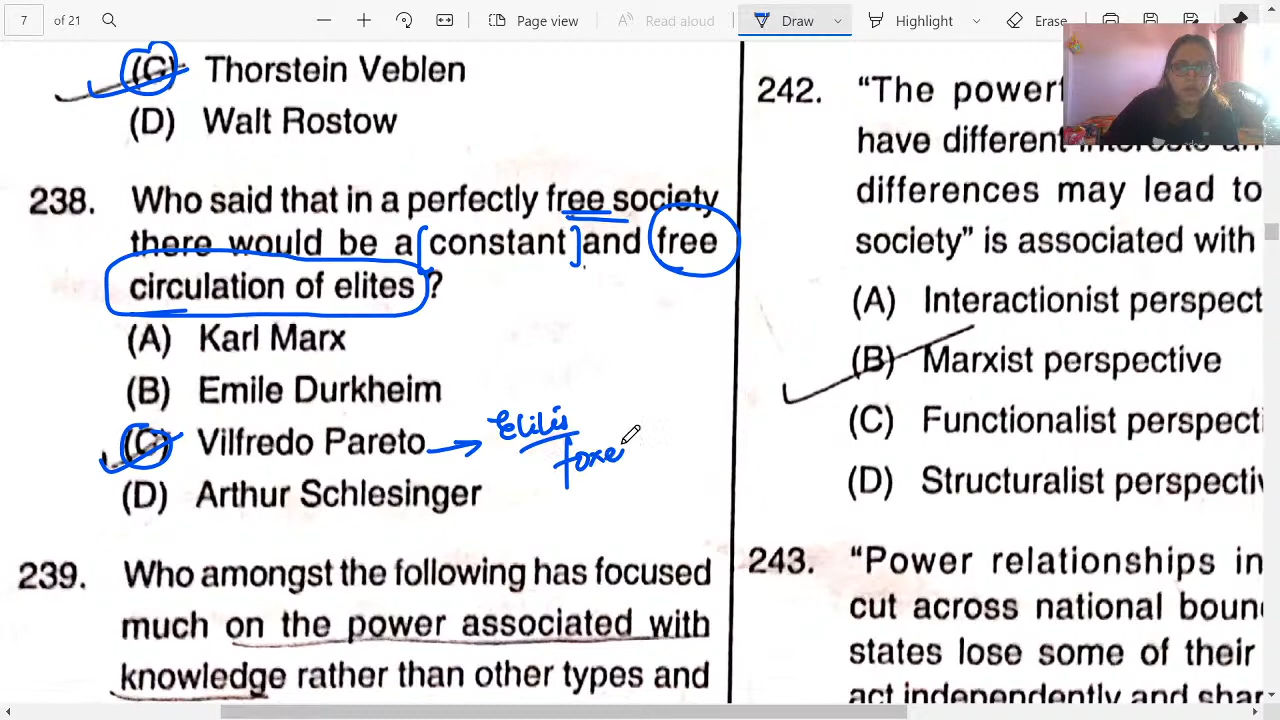 7 of 21
Page view
Read aloud
Draw
Highlight
Erase
(C) Thorstein Veblen
(D) Walt Rostow
238. Who said that in a perfectly free society
there would be a [constant] and free
circulation of elites ?
(A) Karl Marx
(B) Emile Durkheim
(C) Vilfredo Pareto
(D) Arthur Schlesinger
foxe
239. Who amongst the following has focused
much on the power associated with
knowledge rather than other types and
242. “The powerf
have different interests
differences may lead to
society” is associated with
(A) Interactionist perspect
(B) Marxist perspective
(C) Functionalist perspecti
(D) Structuralist perspectiv
243. “Power relationships in
cut across national boun
states lose some of their
act independently and shar